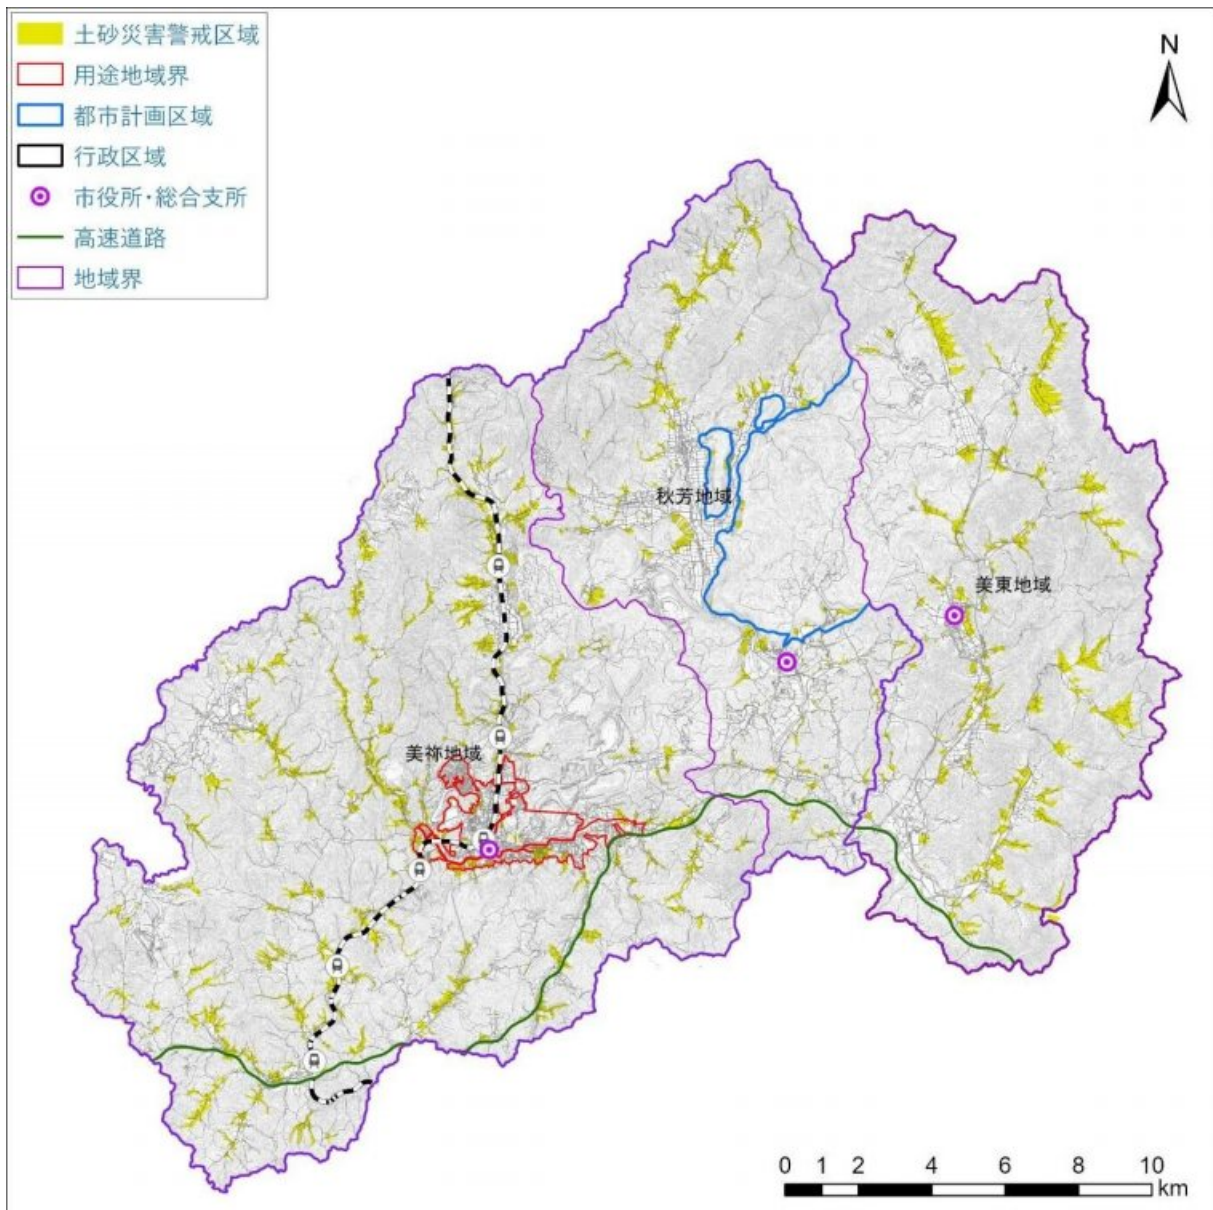 土砂災害警戒区域
用途地域界
都市計画区域
行政区域
市役所・総合支所
高速道路
地域界
N
秋芳地域
美東地域
美祢地域
0 1 2 4 6 8 10
km